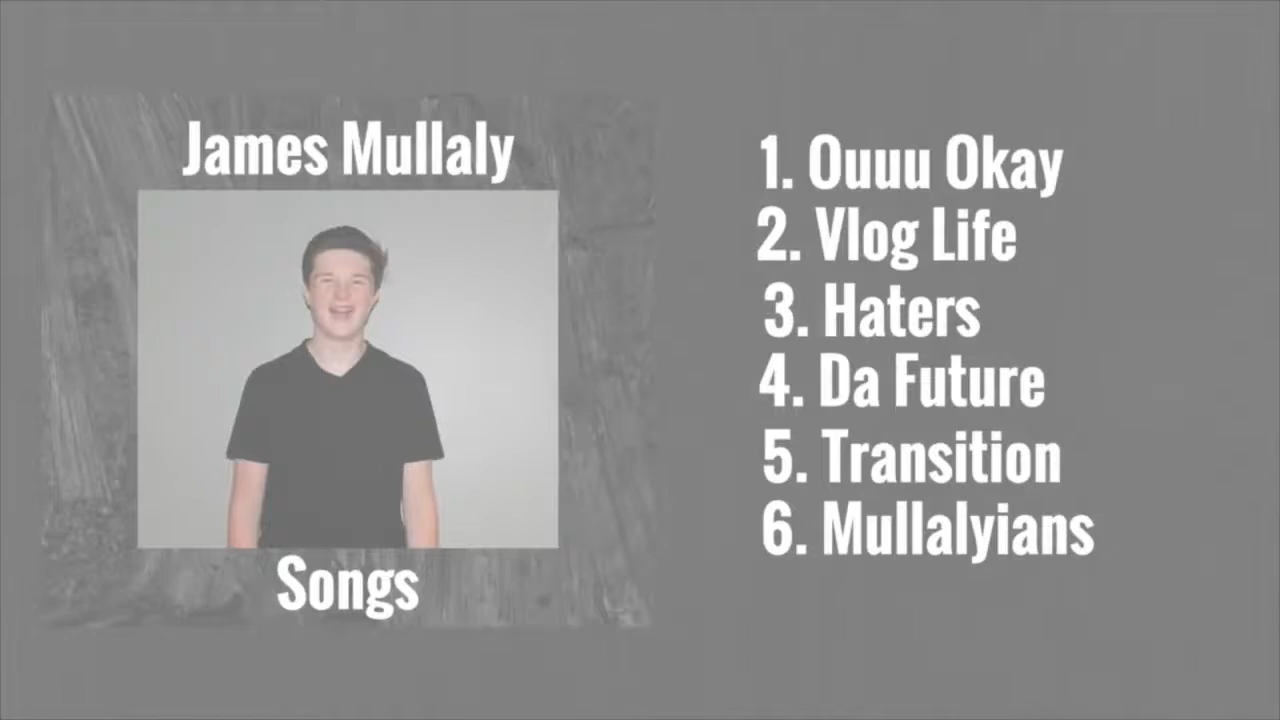 James Mullaly
Songs
1. Ouuu Okay
2. Vlog Life
3. Haters
4. Da Future
5. Transition
6. Mullalyians